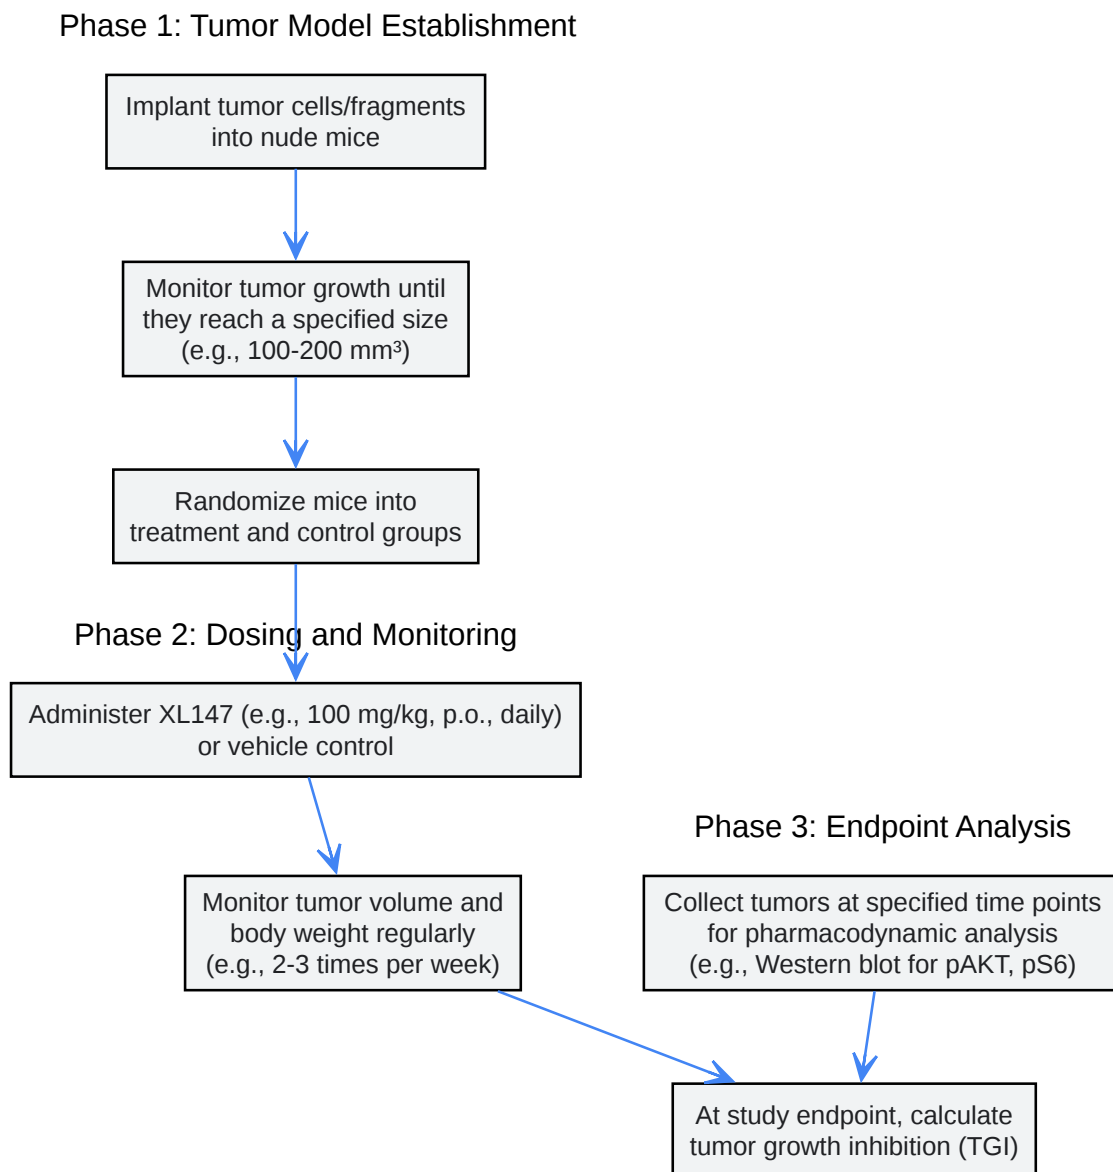 Phase 1: Tumor Model Establishment
Implant tumor cells/fragments
into nude mice
Monitor tumor growth until
they reach a specified size
(e.g., 100-200 mm³)
Randomize mice into
treatment and control groups
Phase 2: Dosing and Monitoring
Administer XL147 (e.g., 100 mg/kg, p.o., daily)
or vehicle control
Monitor tumor volume and
body weight regularly
(e.g., 2-3 times per week)
Phase 3: Endpoint Analysis
Collect tumors at specified time points
for pharmacodynamic analysis
(e.g., Western blot for pAKT, pS6)
At study endpoint, calculate
tumor growth inhibition (TGI)